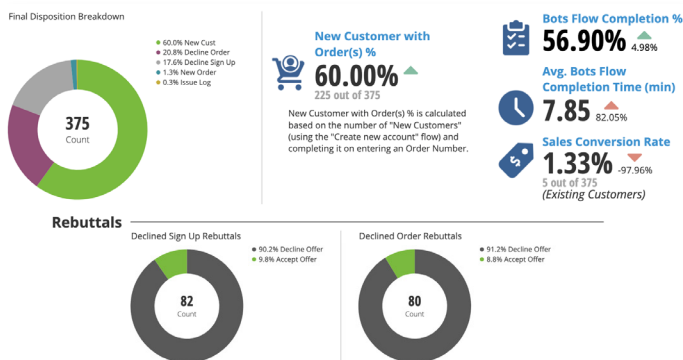 Final Disposition Breakdown
60.0% New Cust
20.8% Decline Order
17.6% Decline Sign Up
1.3% New Order
0.3% Issue Log
375
Count
New Customer with
Order(s) %
60.00%
225 out of 375
New Customer with Order(s) % is calculated
based on the number of "New Customers"
(using the "Create new account" flow) and
completing it on entering an Order Number.
Bots Flow Completion %
56.90% 4.98%
Avg. Bots Flow
Completion Time (min)
7.85 82.05%
Sales Conversion Rate
1.33% -97.96%
5 out of 375
(Existing Customers)
Rebuttals
Declined Sign Up Rebuttals
90.2% Decline Offer
9.8% Accept Offer
82
Count
Declined Order Rebuttals
91.2% Decline Offer
8.8% Accept Offer
80
Count